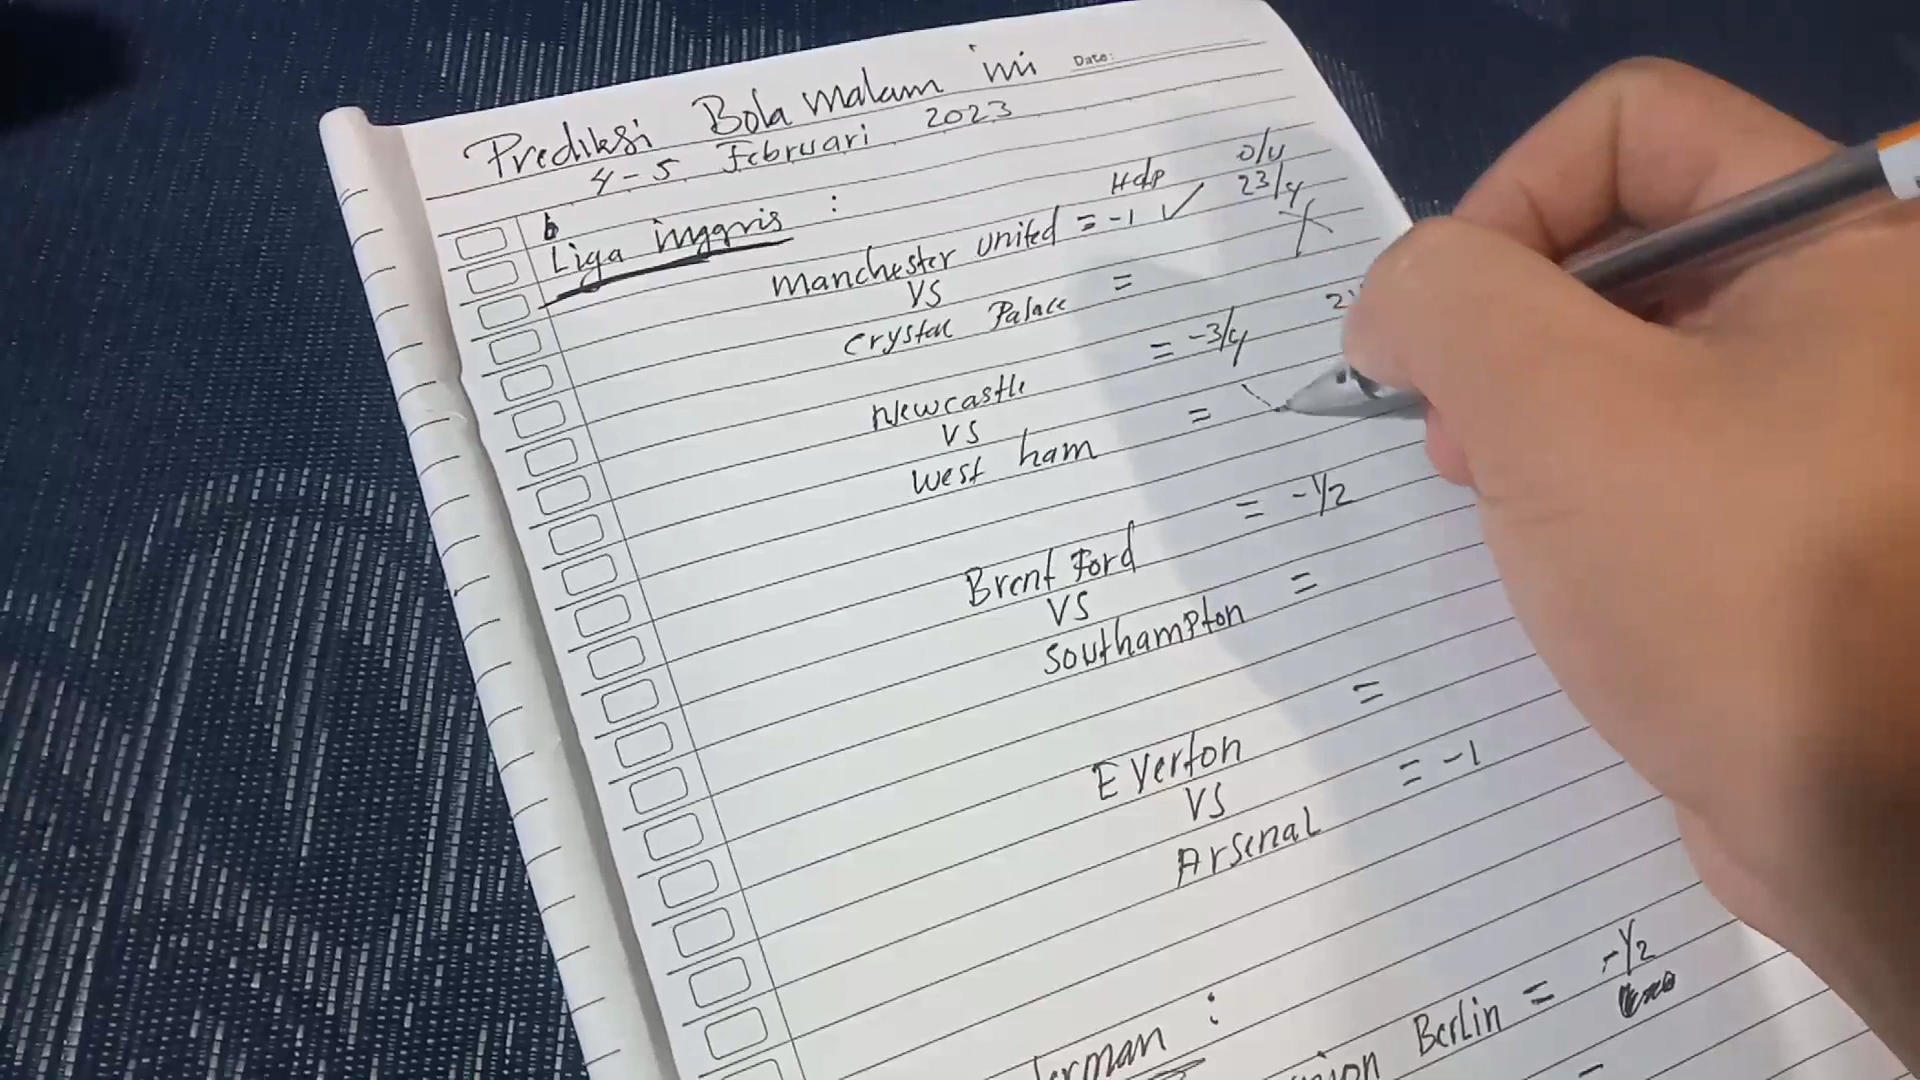 Date:
Prediksi Bola malam ini
4-5 Februari 2023
Hdp o/u
Liga inggris :
manchester united = -1 ✓ 23/4
VS
crystal Palace =
Newcastle = -3/4
VS
west ham =
Brent Ford = -1/2
VS
Southampton =
Everton =
VS
Arsenal = -1
Berlin = -1/2